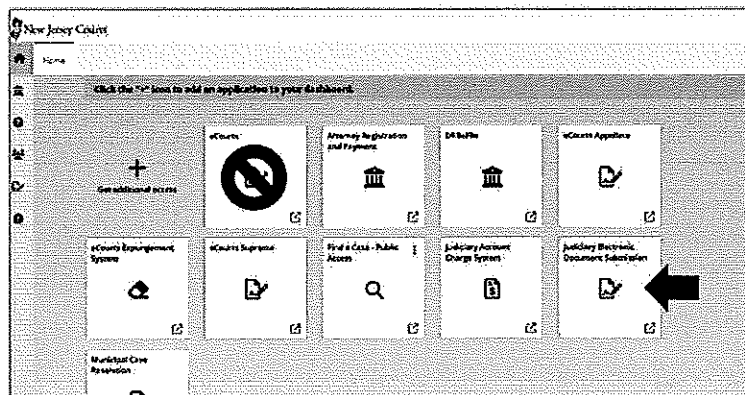 New Jersey Courts
Home
Click the "+" icon to add an application to your dashboard.
Get additional access
eCourts
Attorney Registration
and Payment
eCourts Appellate
eCourts Expungement
System
eCourts Supreme
Find a Case - Public
Access
Judiciary Account
Charge System
Judiciary Electronic
Document Submission
Municipal Case
Resolution